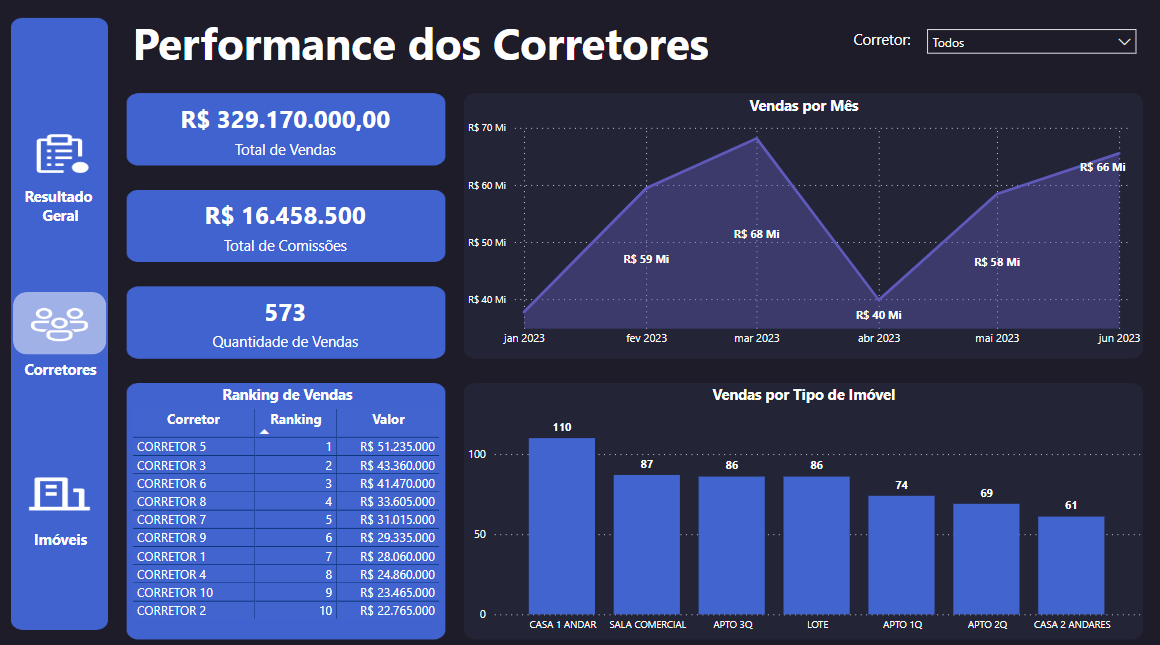 Performance dos Corretores
Corretor:
Todos
Resultado
Geral
Corretores
Imóveis
R$ 329.170.000,00
Total de Vendas
R$ 16.458.500
Total de Comissões
573
Quantidade de Vendas
Vendas por Mês
R$ 70 Mi
R$ 60 Mi
R$ 50 Mi
R$ 40 Mi
R$ 59 Mi
R$ 68 Mi
R$ 40 Mi
R$ 58 Mi
R$ 66 Mi
jan 2023 fev 2023 mar 2023 abr 2023 mai 2023 jun 2023
Ranking de Vendas
Corretor Ranking Valor
CORRETOR 5 1 R$ 51.235.000
CORRETOR 3 2 R$ 43.360.000
CORRETOR 6 3 R$ 41.470.000
CORRETOR 8 4 R$ 33.605.000
CORRETOR 7 5 R$ 31.015.000
CORRETOR 9 6 R$ 29.335.000
CORRETOR 1 7 R$ 28.060.000
CORRETOR 4 8 R$ 24.860.000
CORRETOR 10 9 R$ 23.465.000
CORRETOR 2 10 R$ 22.765.000
Vendas por Tipo de Imóvel
100
50
0
110 87 86 86 74 69 61
CASA 1 ANDAR SALA COMERCIAL APTO 3Q LOTE APTO 1Q APTO 2Q CASA 2 ANDARES